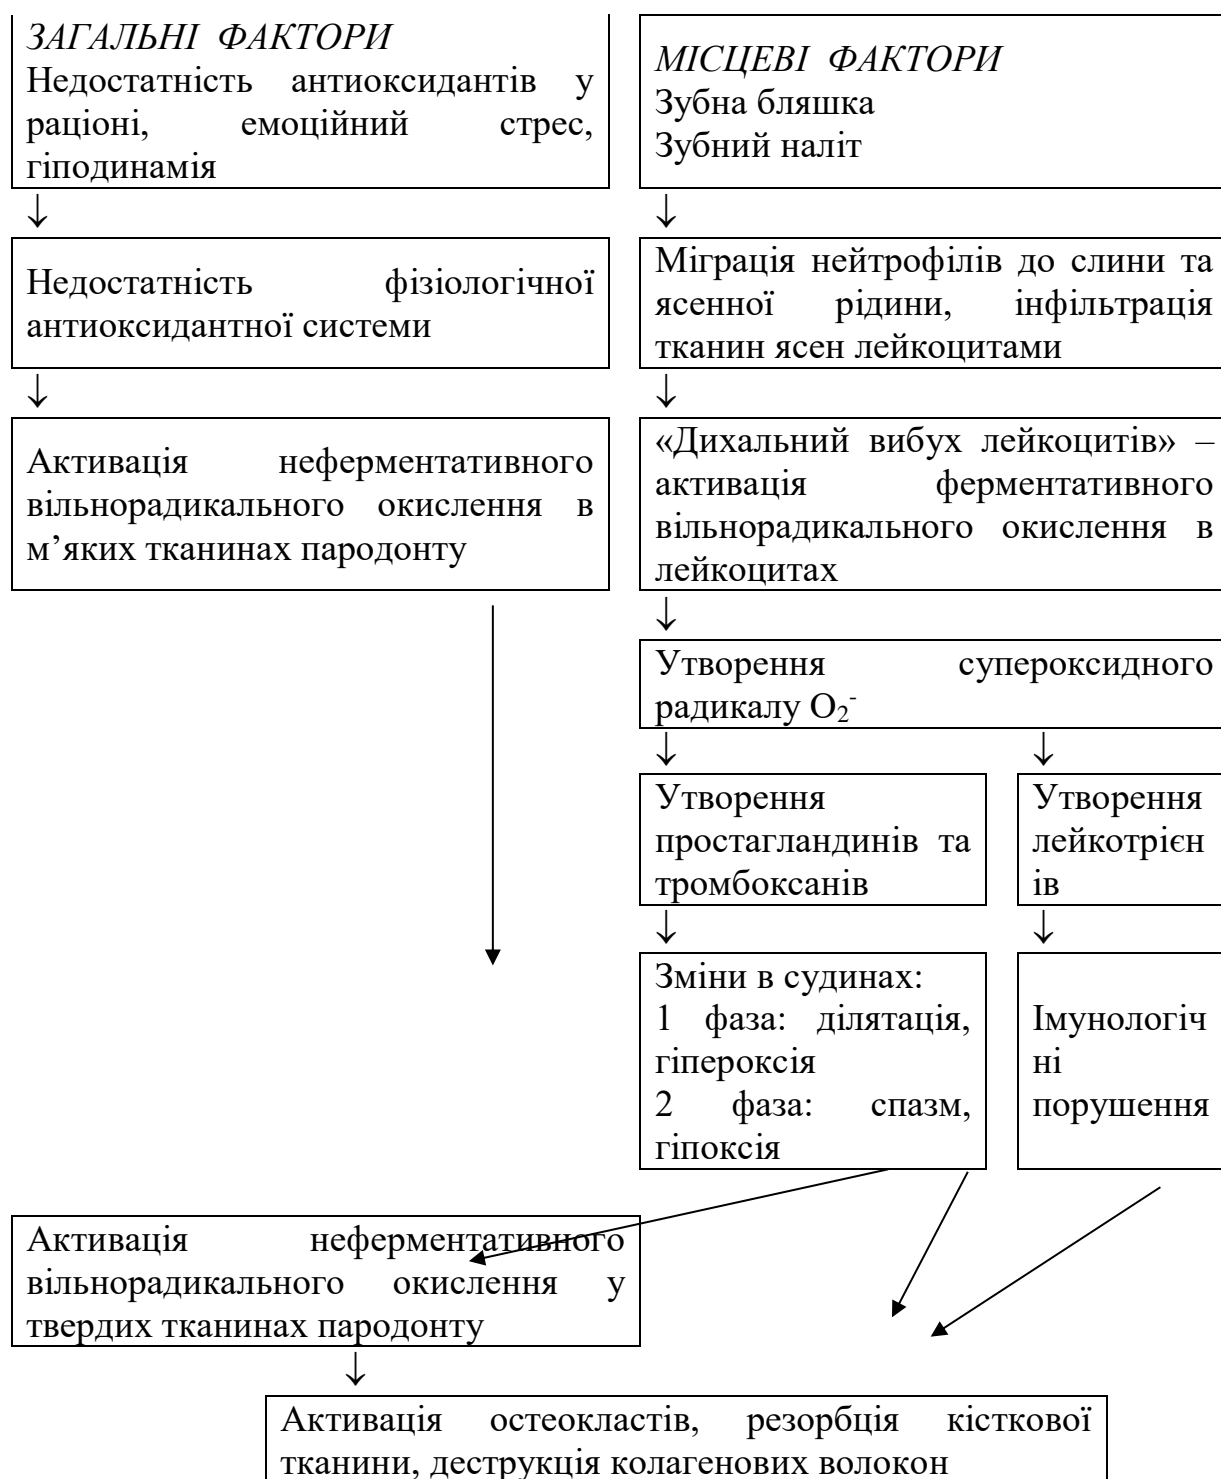 ЗАГАЛЬНІ ФАКТОРИ
Недостатність антиоксидантів у
раціоні, емоційний стрес,
гіподинамія
МІСЦЕВІ ФАКТОРИ
Зубна бляшка
Зубний наліт
↓
↓
Недостатність фізіологічної
антиоксидантної системи
Міграція нейтрофілів до слини та
ясенної рідини, інфільтрація
тканин ясен лейкоцитами
↓
↓
Активація неферментативного
вільнорадикального окислення в
м’яких тканинах пародонту
«Дихальний вибух лейкоцитів» –
активація ферментативного
вільнорадикального окислення в
лейкоцитах
↓
Утворення супероксидного
радикалу О₂⁻
↓
↓
Утворення
простагландинів та
тромбоксанів
Утворення
лейкотрієн
ів
↓
↓
Зміни в судинах:
1 фаза: ділятація,
гіпероксія
2 фаза: спазм,
гіпоксія
Імунологіч
ні
порушення
Активація неферментативного
вільнорадикального окислення у
твердих тканинах пародонту
↓
Активація остеокластів, резорбція кісткової
тканини, деструкція колагенових волокон